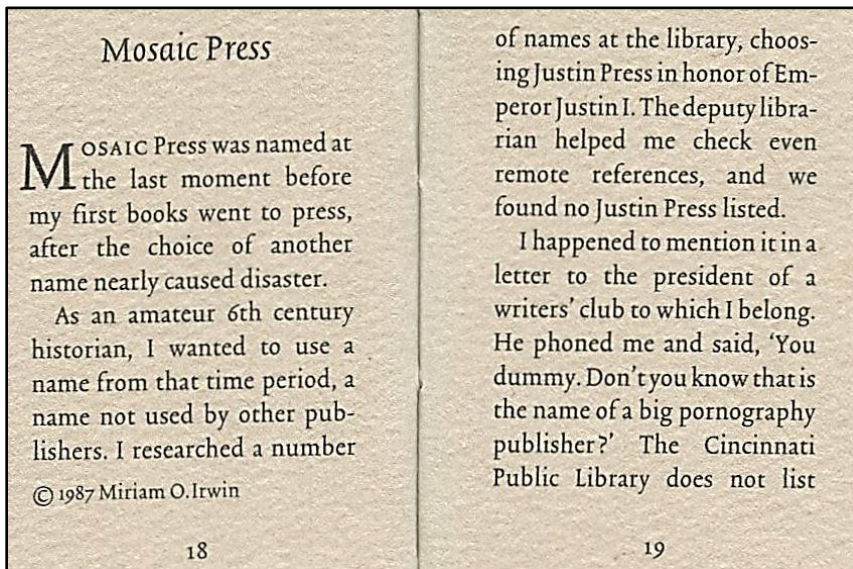 Mosaic Press
MOSAIC Press was named at
the last moment before
my first books went to press,
after the choice of another
name nearly caused disaster.
As an amateur 6th century
historian, I wanted to use a
name from that time period, a
name not used by other pub-
lishers. I researched a number
© 1987 Miriam O. Irwin
18
of names at the library, choos-
ing Justin Press in honor of Em-
peror Justin I. The deputy libra-
rian helped me check even
remote references, and we
found no Justin Press listed.
I happened to mention it in a
letter to the president of a
writers' club to which I belong.
He phoned me and said, 'You
dummy. Don't you know that is
the name of a big pornography
publisher?' The Cincinnati
Public Library does not list
19